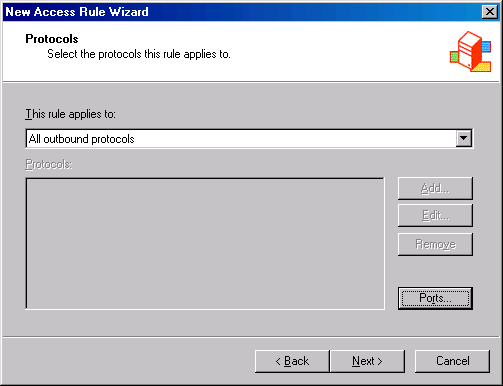 New Access Rule Wizard
Protocols
Select the protocols this rule applies to.
This rule applies to:
All outbound protocols
Protocols:
Add...
Edit...
Remove
Ports...
< Back
Next >
Cancel